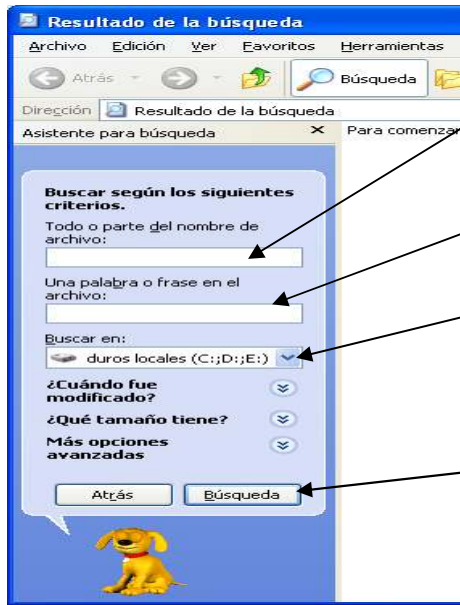 Resultado de la búsqueda
Archivo Edición Ver Favoritos Herramientas
Atrás Búsqueda
Dirección Resultado de la búsqueda
Asistente para búsqueda Para comenzar
Buscar según los siguientes
criterios.
Todo o parte del nombre de
archivo:
Una palabra o frase en el
archivo:
Buscar en:
duros locales (C:;D:;E:)
¿Cuándo fue
modificado?
¿Qué tamaño tiene?
Más opciones
avanzadas
Atrás Búsqueda